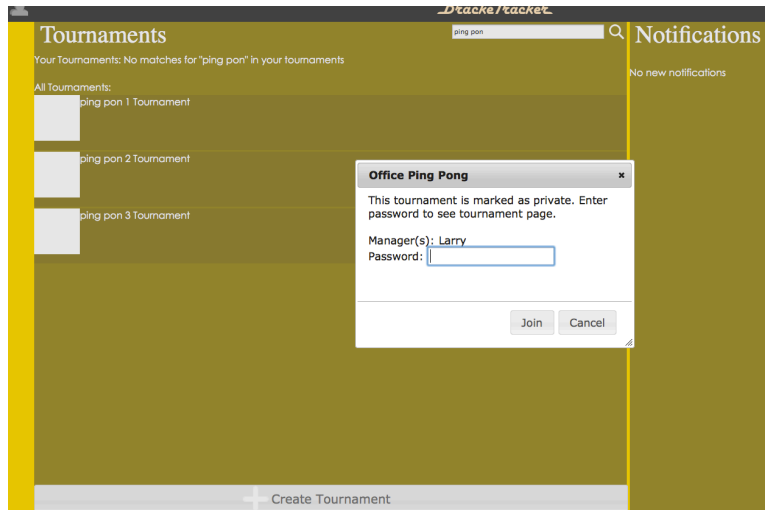 BracketTracker
Tournaments
ping pon
Notifications
Your Tournaments: No matches for "ping pon" in your tournaments
No new notifications
All Tournaments:
ping pon 1 Tournament
ping pon 2 Tournament
ping pon 3 Tournament
Office Ping Pong
This tournament is marked as private. Enter
password to see tournament page.
Manager(s): Larry
Password:
Join Cancel
Create Tournament